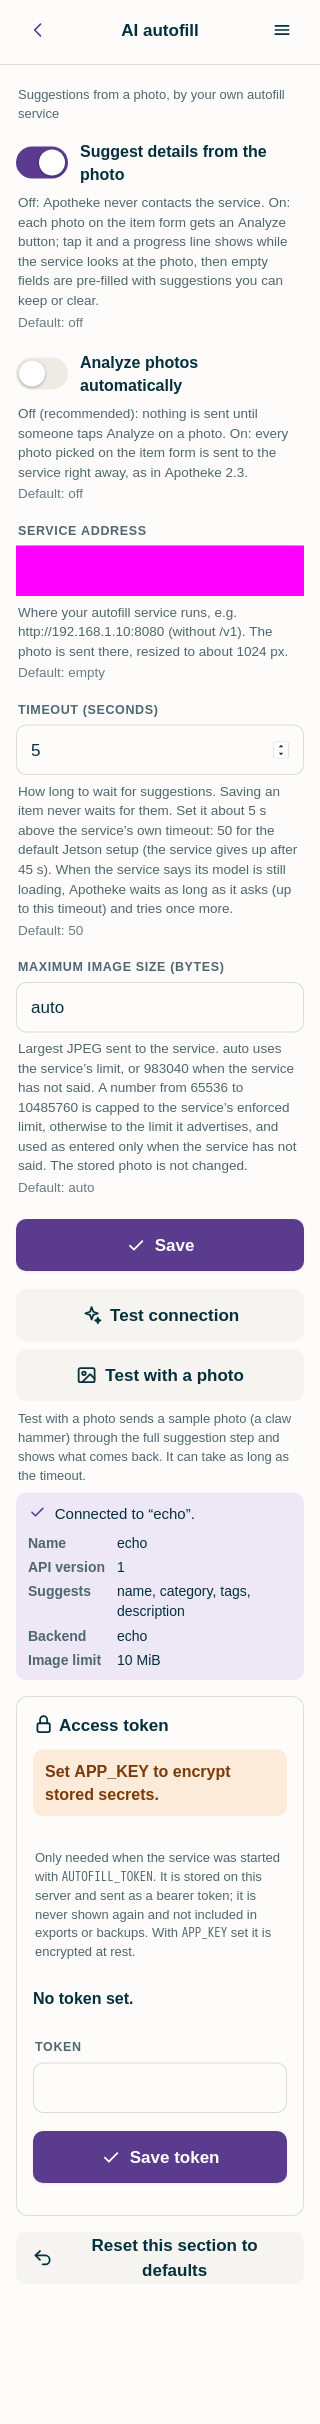 AI autofill
Suggestions from a photo, by your own autofill
service
Suggest details from the
photo
Off: Apotheke never contacts the service. On:
each photo on the item form gets an Analyze
button; tap it and a progress line shows while
the service looks at the photo, then empty
fields are pre-filled with suggestions you can
keep or clear.
Default: off
Analyze photos
automatically
Off (recommended): nothing is sent until
someone taps Analyze on a photo. On: every
photo picked on the item form is sent to the
service right away, as in Apotheke 2.3.
Default: off
SERVICE ADDRESS
Where your autofill service runs, e.g.
http://192.168.1.10:8080 (without /v1). The
photo is sent there, resized to about 1024 px.
Default: empty
TIMEOUT (SECONDS)
5
How long to wait for suggestions. Saving an
item never waits for them. Set it about 5 s
above the service's own timeout: 50 for the
default Jetson setup (the service gives up after
45 s). When the service says its model is still
loading, Apotheke waits as long as it asks (up
to this timeout) and tries once more.
Default: 50
MAXIMUM IMAGE SIZE (BYTES)
auto
Largest JPEG sent to the service. auto uses
the service's limit, or 983040 when the service
has not said. A number from 65536 to
10485760 is capped to the service's enforced
limit, otherwise to the limit it advertises, and
used as entered only when the service has not
said. The stored photo is not changed.
Default: auto
Save
Test connection
Test with a photo
Test with a photo sends a sample photo (a claw
hammer) through the full suggestion step and
shows what comes back. It can take as long as
the timeout.
Connected to “echo”.
Name echo
API version 1
Suggests name, category, tags,
description
Backend echo
Image limit 10 MiB
Access token
Set APP_KEY to encrypt
stored secrets.
Only needed when the service was started
with AUTOFILL_TOKEN. It is stored on this
server and sent as a bearer token; it is
never shown again and not included in
exports or backups. With APP_KEY set it is
encrypted at rest.
No token set.
TOKEN
Save token
Reset this section to
defaults